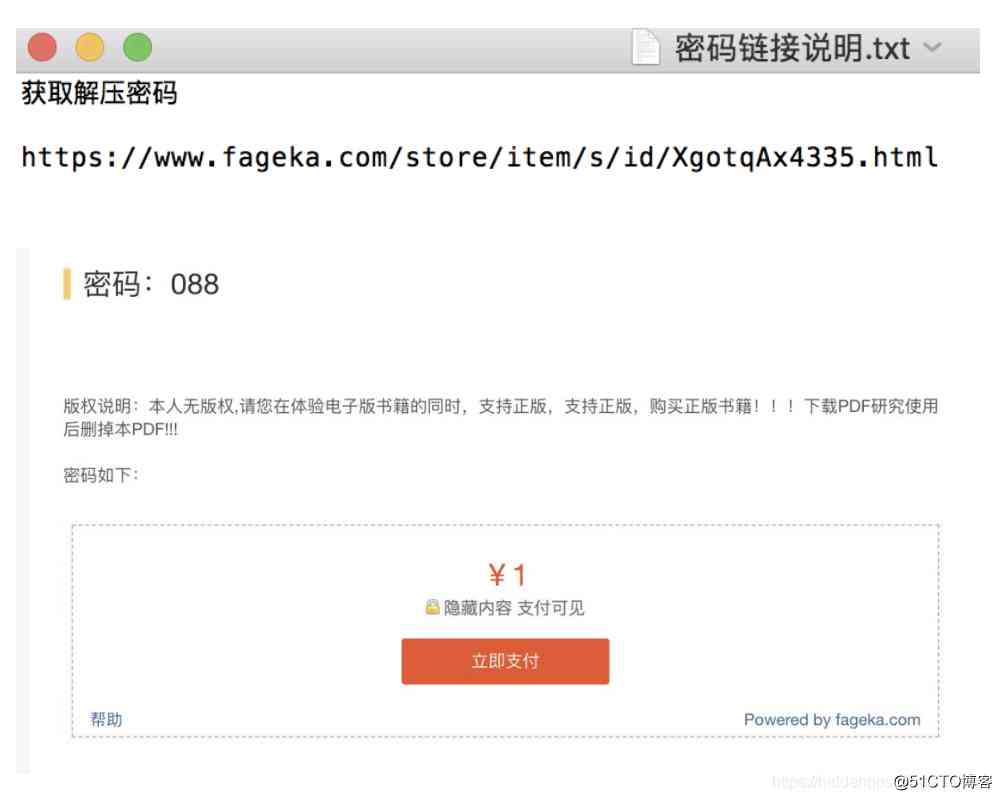 密码链接说明.txt
获取解压密码
https://www.fageka.com/store/item/s/id/XgotqAx4335.html
密码：088
版权说明：本人无版权,请您在体验电子版书籍的同时，支持正版，支持正版，购买正版书籍！！！下载PDF研究使用
后删掉本PDF!!!
密码如下：
¥ 1
隐藏内容 支付可见
立即支付
帮助
Powered by fageka.com
@51CTO博客